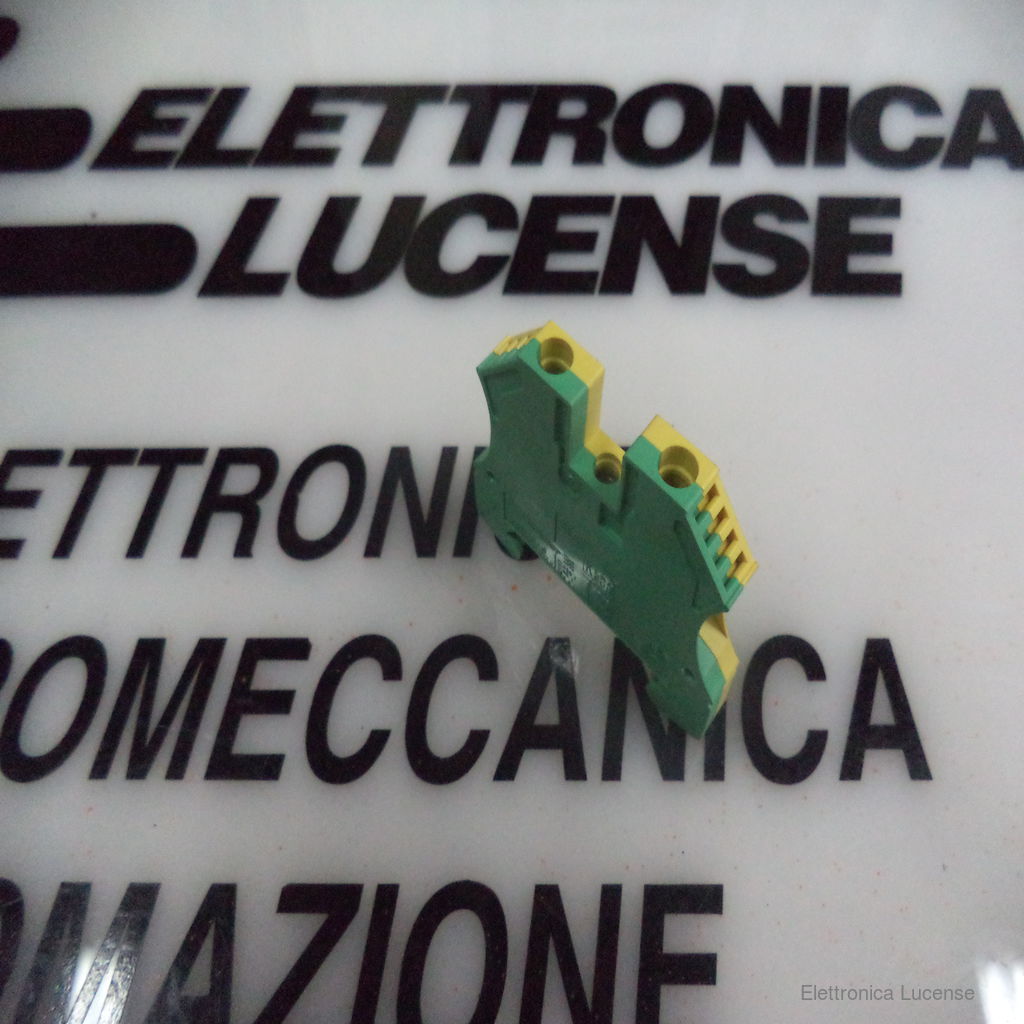 ELETTRONICA
LUCENSE
ETTRONI
OMECCANICA
MAZIONE
Elettronica Lucense